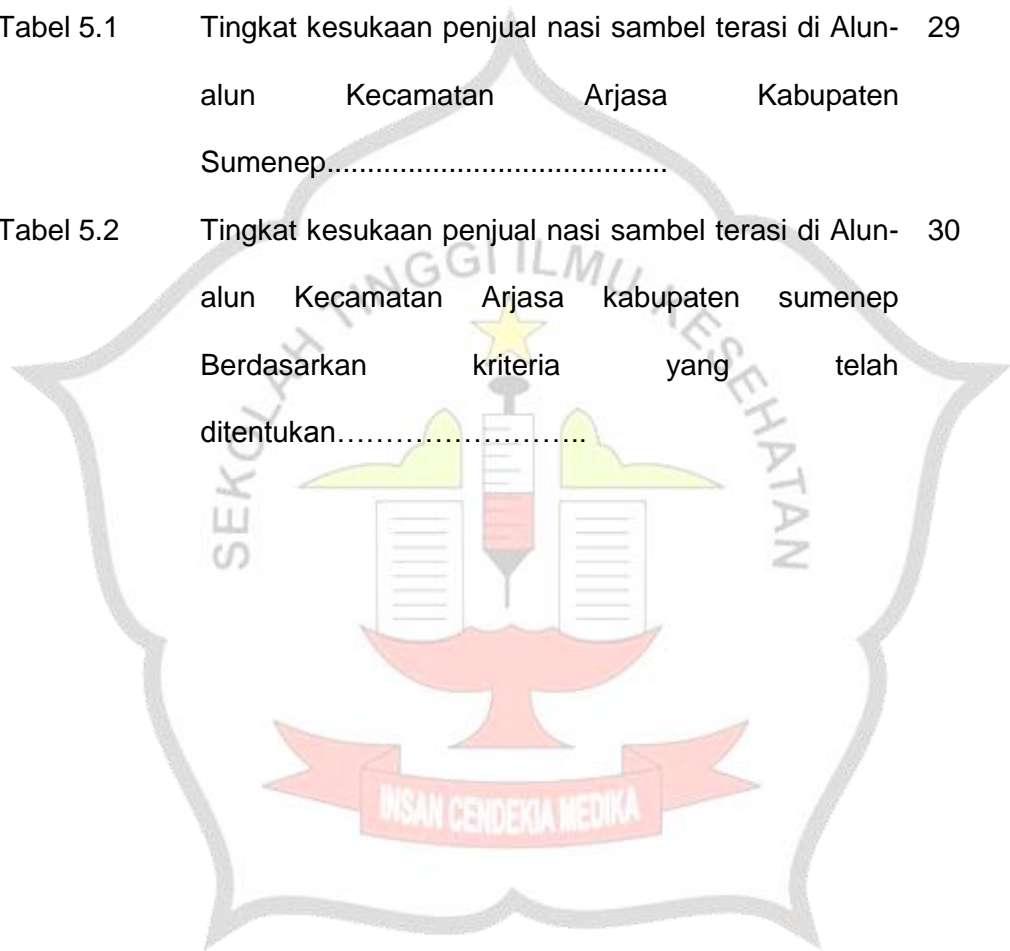 Tabel 5.1 Tingkat kesukaan penjual nasi sambel terasi di Alun- 29
alun Kecamatan Arjasa Kabupaten
Sumenep..........................................
Tabel 5.2 Tingkat kesukaan penjual nasi sambel terasi di Alun- 30
alun Kecamatan Arjasa kabupaten sumenep
Berdasarkan kriteria yang telah
ditentukan……………………..
SEKOLAH TINGGI ILMU KESEHATAN
INSAN CENDEKIA MEDIKA